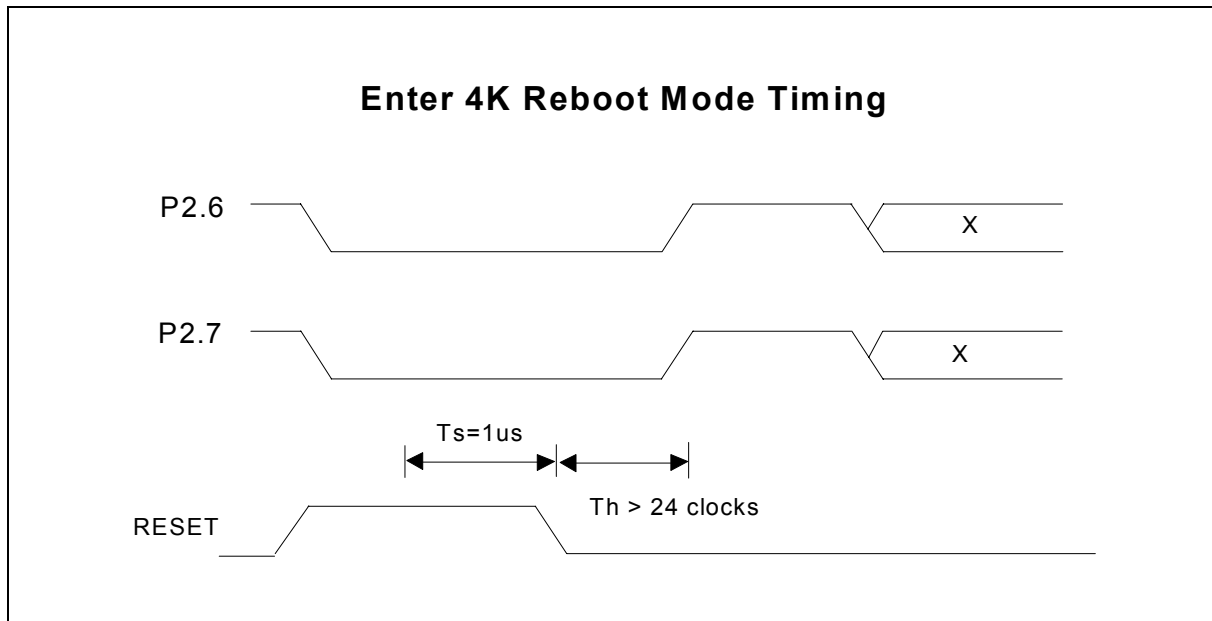 Enter 4K Reboot Mode Timing
P2.6
X
P2.7
X
Ts=1us
Th > 24 clocks
RESET